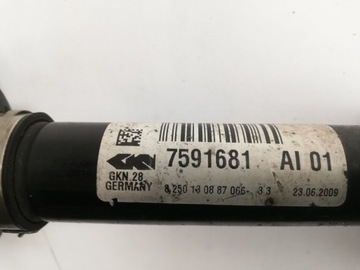 7591681 AI 01
GKN 28
GERMANY
8 250 13 08 87 066- 3.3 23.06.2009